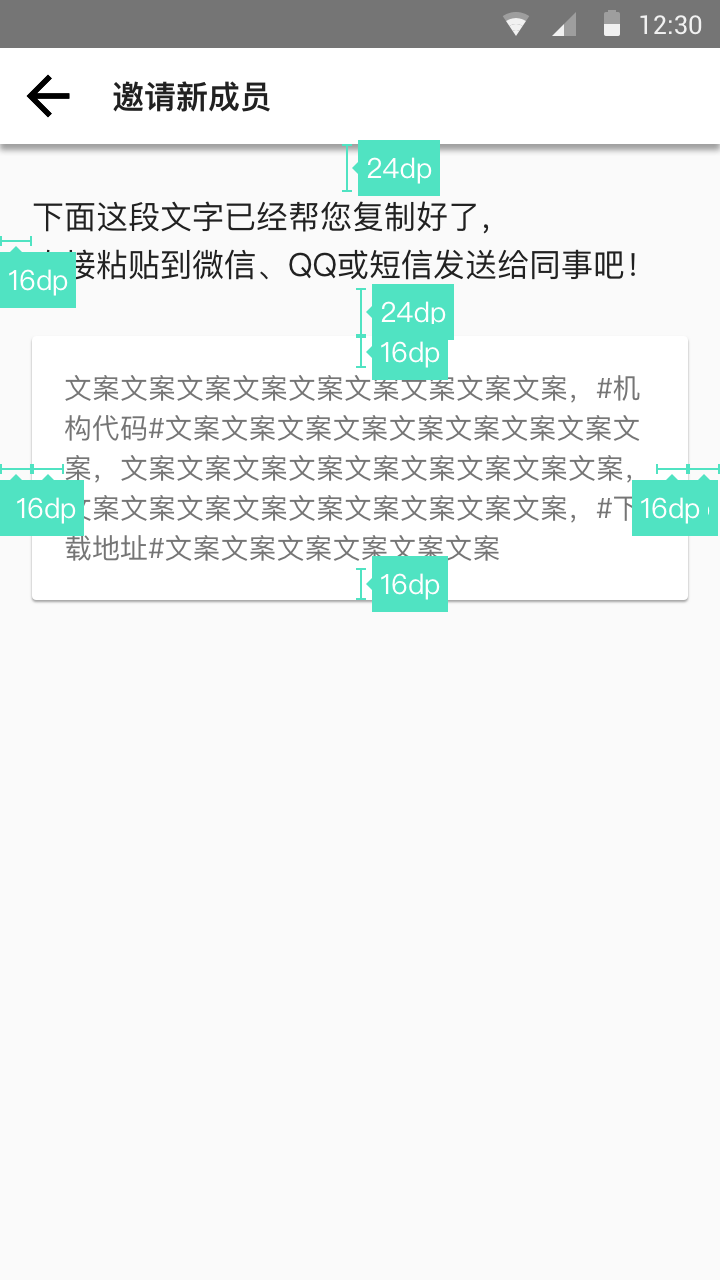 12:30
邀请新成员
24dp
下面这段文字已经帮您复制好了，
接粘贴到微信、QQ或短信发送给同事吧！
16dp
24dp
16dp
文案文案文案文案文案文案文案文案文案，#机
构代码#文案文案文案文案文案文案文案文案文
案，文案文案文案文案文案文案文案文案文案，
文案文案文案文案文案文案文案文案文案，#下
载地址#文案文案文案文案文案文案
16dp
16dp
16dp